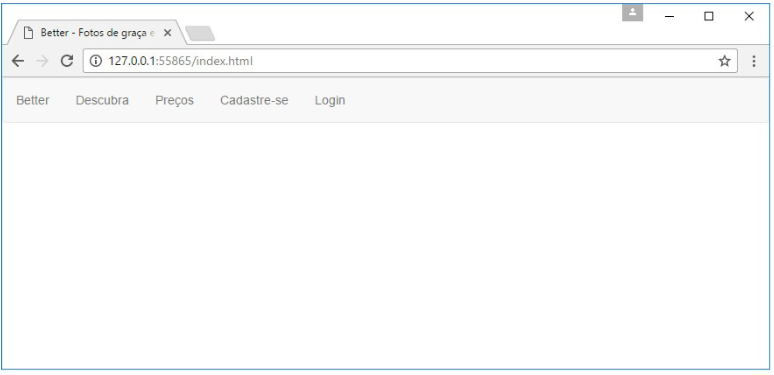 Better - Fotos de graça e
127.0.0.1:55865/index.html
Better Descubra Preços Cadastre-se Login